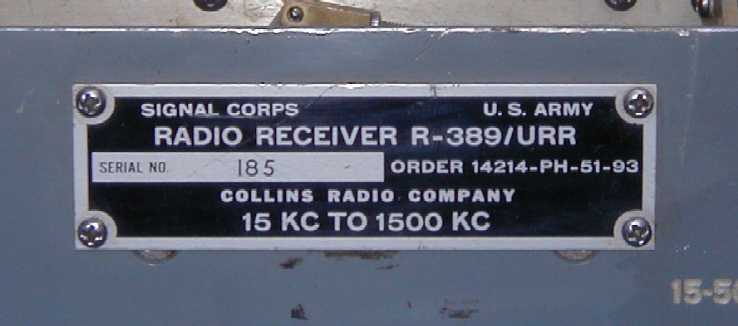 SIGNAL CORPS U. S. ARMY
RADIO RECEIVER R-389/URR
SERIAL NO. 185 ORDER 14214-PH-51-93
COLLINS RADIO COMPANY
15 KC TO 1500 KC